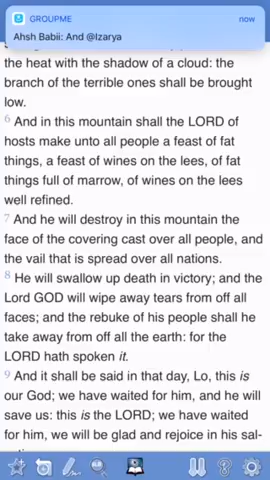 GROUPME
now
Ahsh Babii: And @Izarya
the heat with the shadow of a cloud: the
branch of the terrible ones shall be brought
low.
6 And in this mountain shall the LORD of
hosts make unto all people a feast of fat
things, a feast of wines on the lees, of fat
things full of marrow, of wines on the lees
well refined.
7 And he will destroy in this mountain the
face of the covering cast over all people, and
the vail that is spread over all nations.
8 He will swallow up death in victory; and the
Lord GOD will wipe away tears from off all
faces; and the rebuke of his people shall he
take away from off all the earth: for the
LORD hath spoken it.
9 And it shall be said in that day, Lo, this is
our God; we have waited for him, and he will
save us: this is the LORD; we have waited
for him, we will be glad and rejoice in his sal-